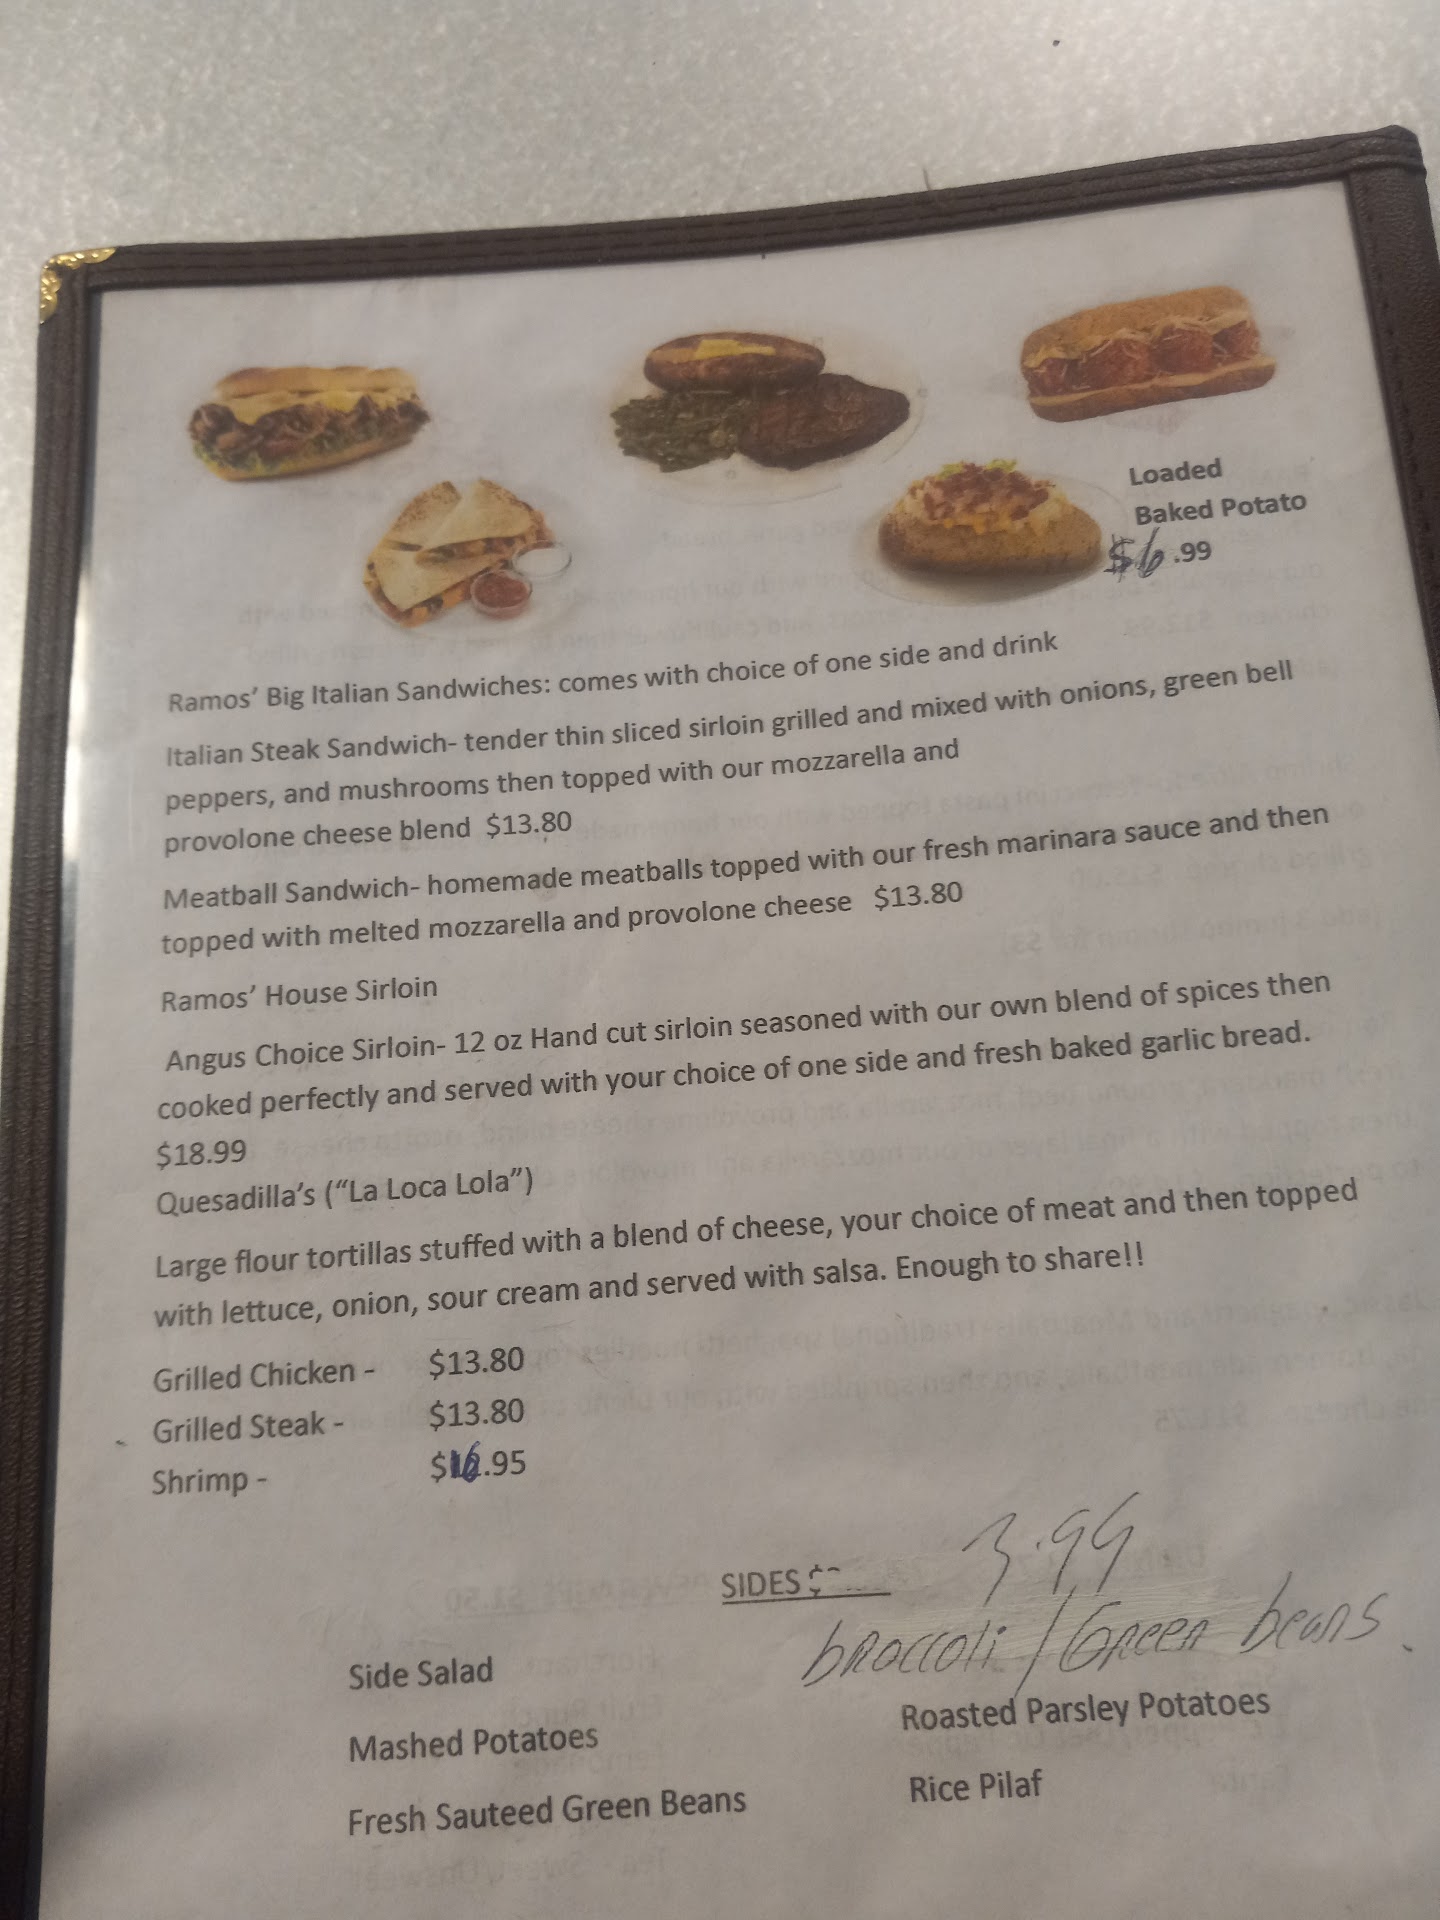 Loaded
Baked Potato
$6.99
Ramos' Big Italian Sandwiches: comes with choice of one side and drink
Italian Steak Sandwich- tender thin sliced sirloin grilled and mixed with onions, green bell
peppers, and mushrooms then topped with our mozzarella and
provolone cheese blend $13.80
Meatball Sandwich- homemade meatballs topped with our fresh marinara sauce and then
topped with melted mozzarella and provolone cheese $13.80
Ramos' House Sirloin
Angus Choice Sirloin- 12 oz Hand cut sirloin seasoned with our own blend of spices then
cooked perfectly and served with your choice of one side and fresh baked garlic bread.
$18.99
Quesadilla's ("La Loca Lola")
Large flour tortillas stuffed with a blend of cheese, your choice of meat and then topped
with lettuce, onion, sour cream and served with salsa. Enough to share!!
Grilled Chicken - $13.80
Grilled Steak - $13.80
Shrimp - $16.95
SIDES 3.99
broccoli / Green beans
Side Salad
Roasted Parsley Potatoes
Mashed Potatoes
Rice Pilaf
Fresh Sauteed Green Beans